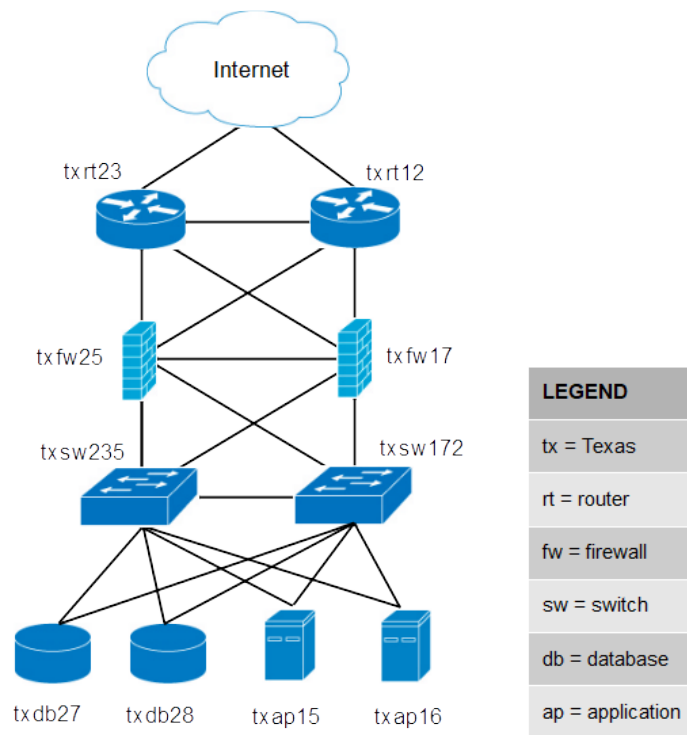 Internet
txrt23
txrt12
txfw25
txfw17
txsw235
txsw172
txdb27
txdb28
txap15
txap16
LEGEND
tx = Texas
rt = router
fw = firewall
sw = switch
db = database
ap = application